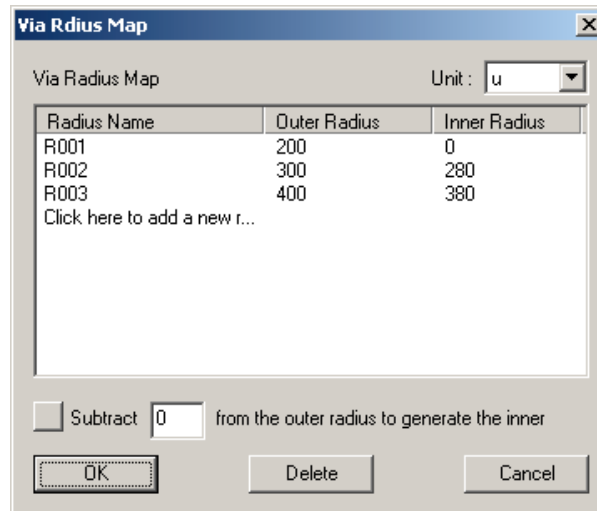 Via Rdius Map
Via Radius Map Unit : u
Radius Name Outer Radius Inner Radius
R001 200 0
R002 300 280
R003 400 380
Click here to add a new r...
Subtract 0 from the outer radius to generate the inner
OK Delete Cancel